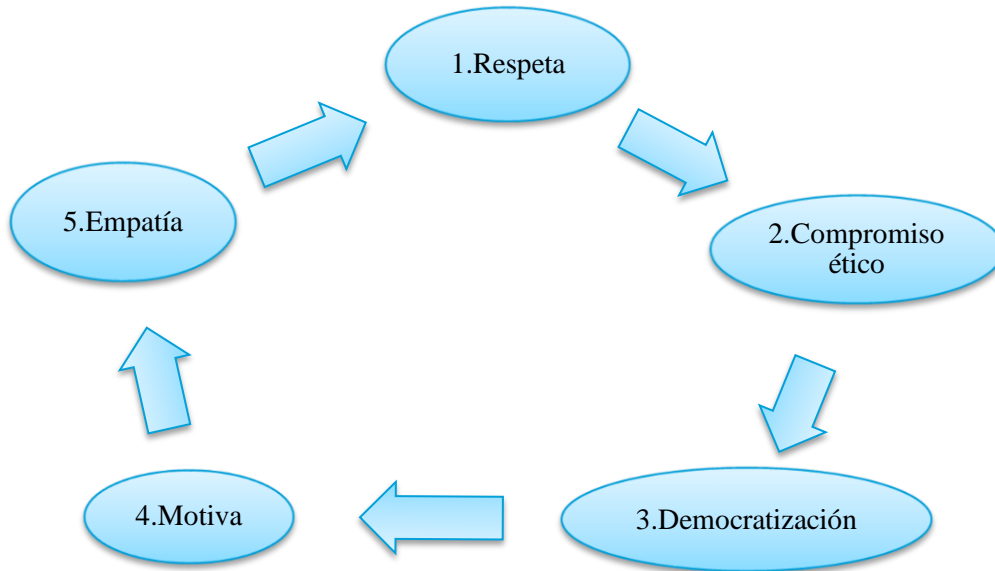 1.Respeta
2.Compromiso
ético
3.Democratización
4.Motiva
5.Empatía